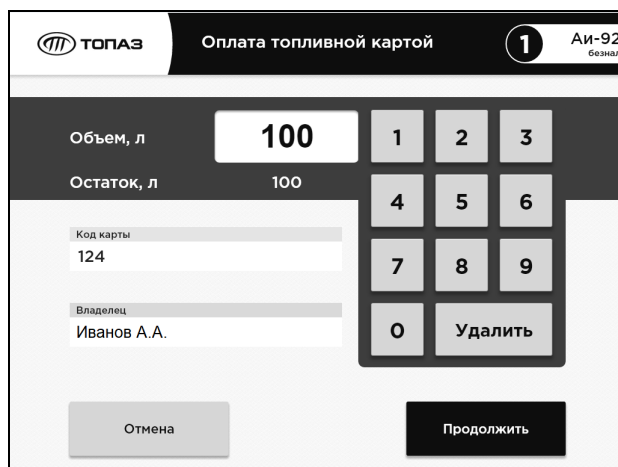 ТОПАЗ
Оплата топливной картой
1
Аи-92
безнал
Объем, л
100
1
2
3
Остаток, л
100
4
5
6
Код карты
124
7
8
9
Владелец
Иванов А.А.
0
Удалить
Отмена
Продолжить